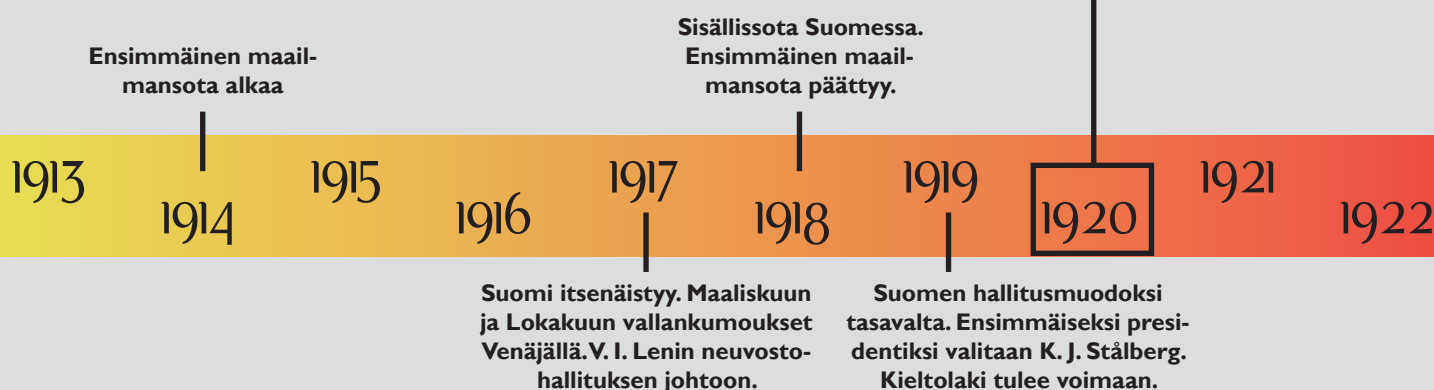 Ensimmäinen maail-
mansota alkaa
Sisällissota Suomessa.
Ensimmäinen maail-
mansota päättyy.
1913
1914
1915
1916
1917
1918
1919
1920
1921
1922
Suomi itsenäistyy. Maaliskuun
ja Lokakuun vallankumoukset
Venäjällä. V. I. Lenin neuvosto-
hallituksen johtoon.
Suomen hallitusmuodoksi
tasavalta. Ensimmäiseksi presi-
dentiksi valitaan K. J. Stålberg.
Kieltolaki tulee voimaan.